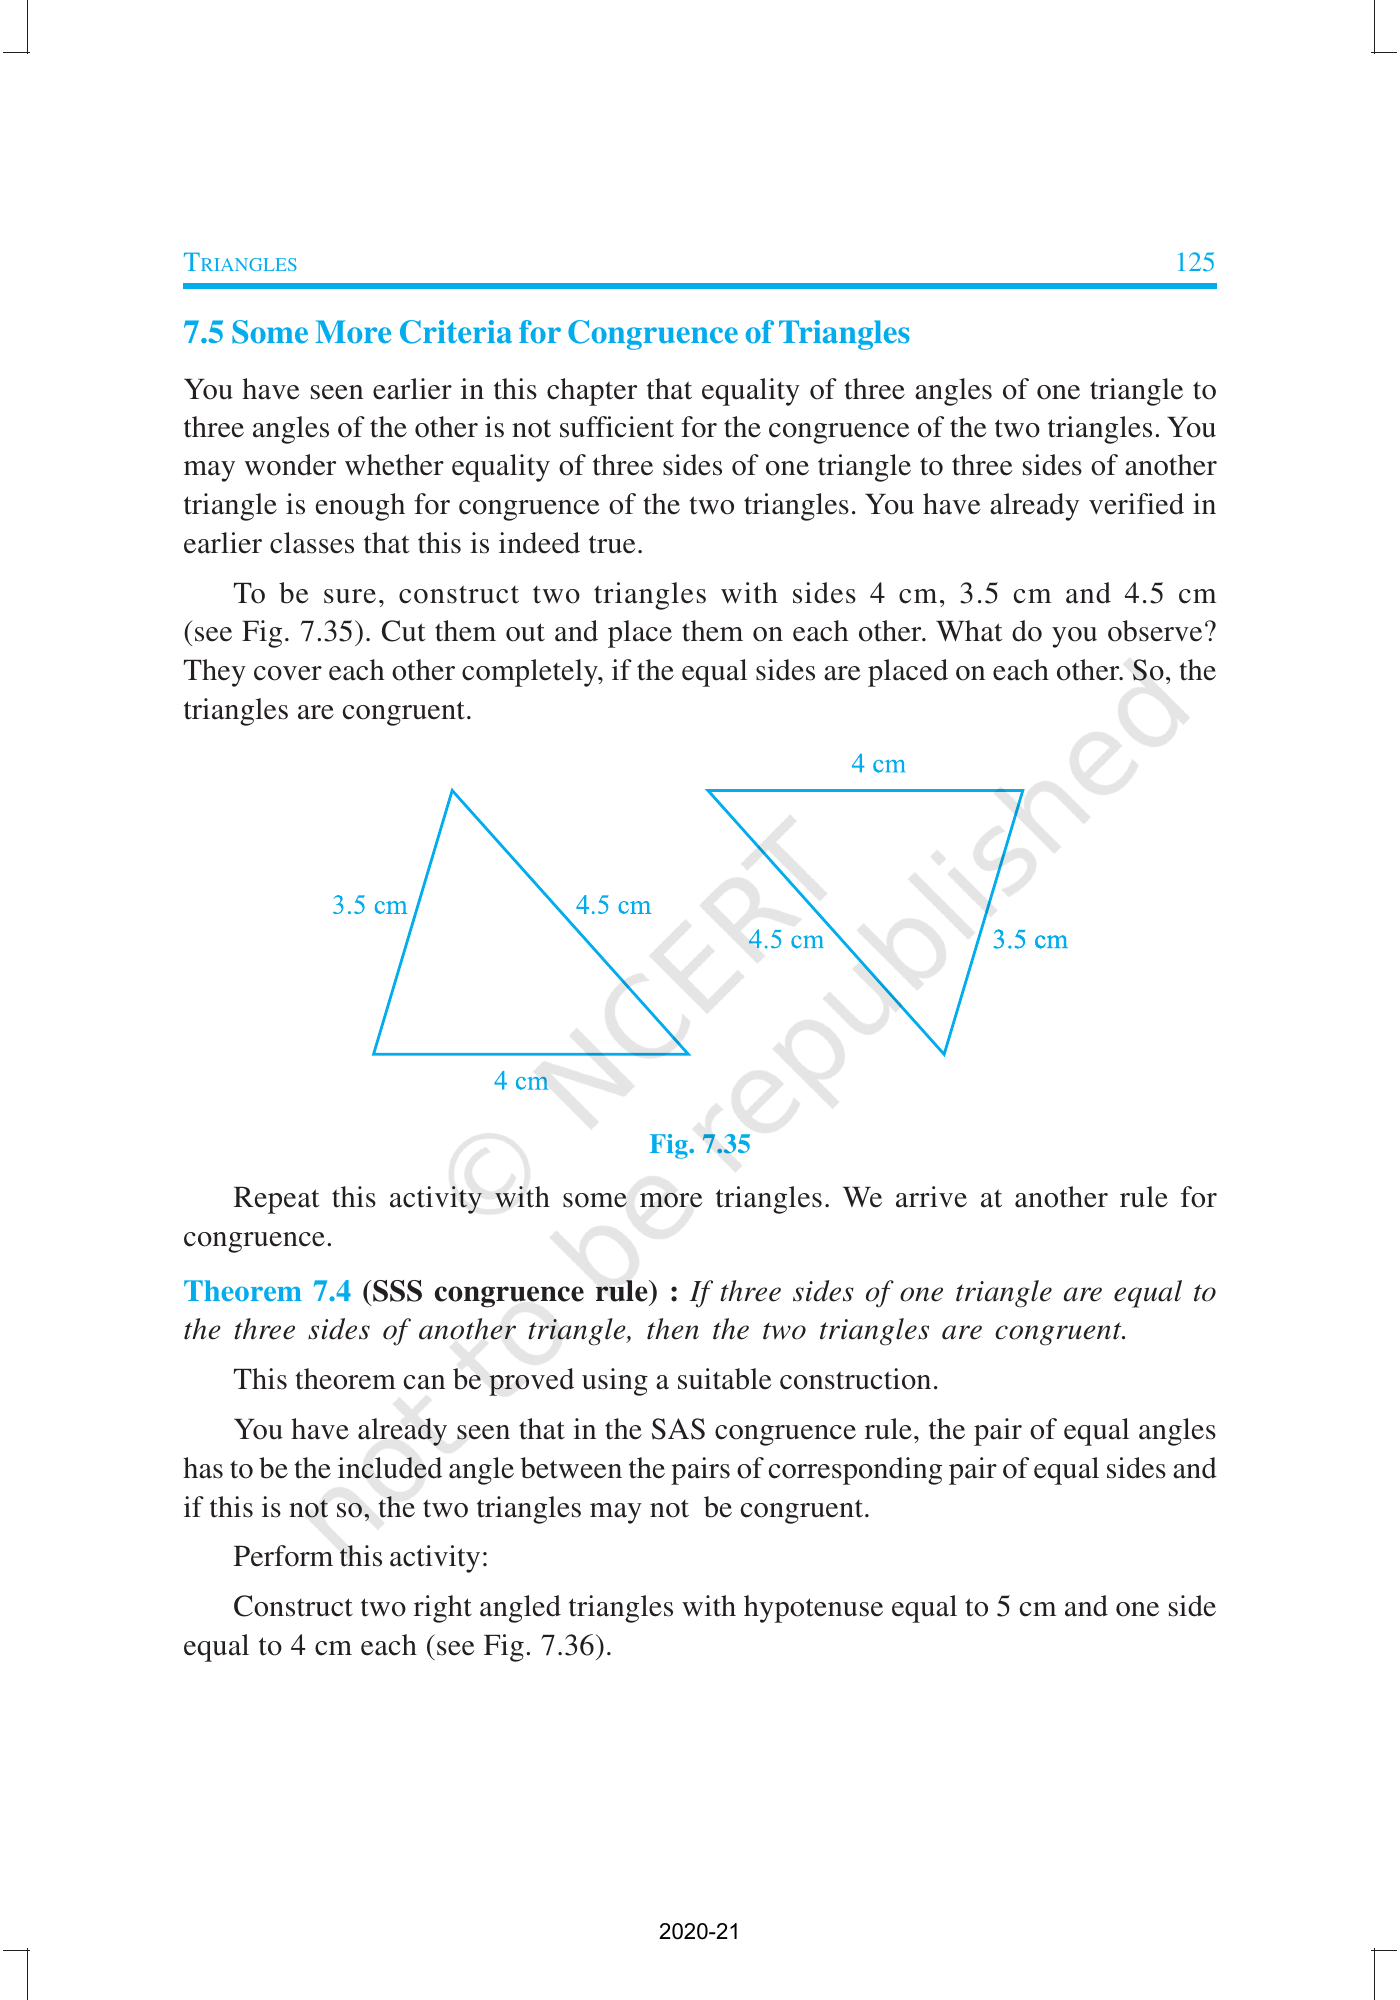 TRIANGLES 125
7.5 Some More Criteria for Congruence of Triangles
You have seen earlier in this chapter that equality of three angles of one triangle to
three angles of the other is not sufficient for the congruence of the two triangles. You
may wonder whether equality of three sides of one triangle to three sides of another
triangle is enough for congruence of the two triangles. You have already verified in
earlier classes that this is indeed true.
To be sure, construct two triangles with sides 4 cm, 3.5 cm and 4.5 cm
(see Fig. 7.35). Cut them out and place them on each other. What do you observe?
They cover each other completely, if the equal sides are placed on each other. So, the
triangles are congruent.
4 cm
3.5 cm 4.5 cm
4.5 cm 3.5 cm
4 cm
Fig. 7.35
Repeat this activity with some more triangles. We arrive at another rule for
congruence.
Theorem 7.4 (SSS congruence rule) : If three sides of one triangle are equal to
the three sides of another triangle, then the two triangles are congruent.
This theorem can be proved using a suitable construction.
You have already seen that in the SAS congruence rule, the pair of equal angles
has to be the included angle between the pairs of corresponding pair of equal sides and
if this is not so, the two triangles may not be congruent.
Perform this activity:
Construct two right angled triangles with hypotenuse equal to 5 cm and one side
equal to 4 cm each (see Fig. 7.36).
© NCERT
not to be republished
2020-21